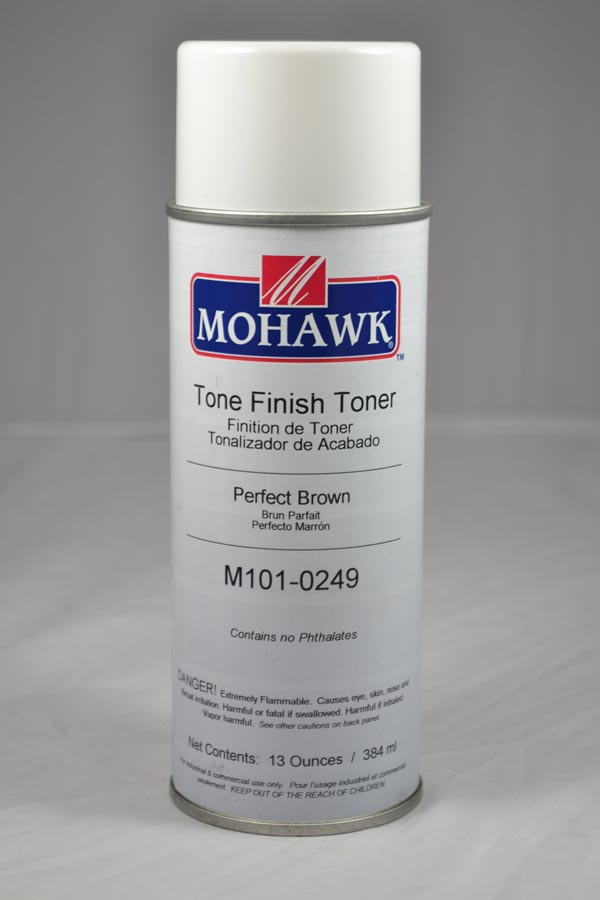 M
MOHAWK®
TM
Tone Finish Toner
Finition de Toner
Tonalizador de Acabado
Perfect Brown
Brun Parfait
Perfecto Marrón
M101-0249
Contains no Phthalates
DANGER! Extremely Flammable. Causes eye, skin, nose and
throat irritation. Harmful or fatal if swallowed. Harmful if inhaled.
Vapor harmful. See other cautions on back panel
Net Contents: 13 Ounces / 384 ml
For industrial & commercial use only. Pour l'usage industriel et commercial
seulement. KEEP OUT OF THE REACH OF CHILDREN.